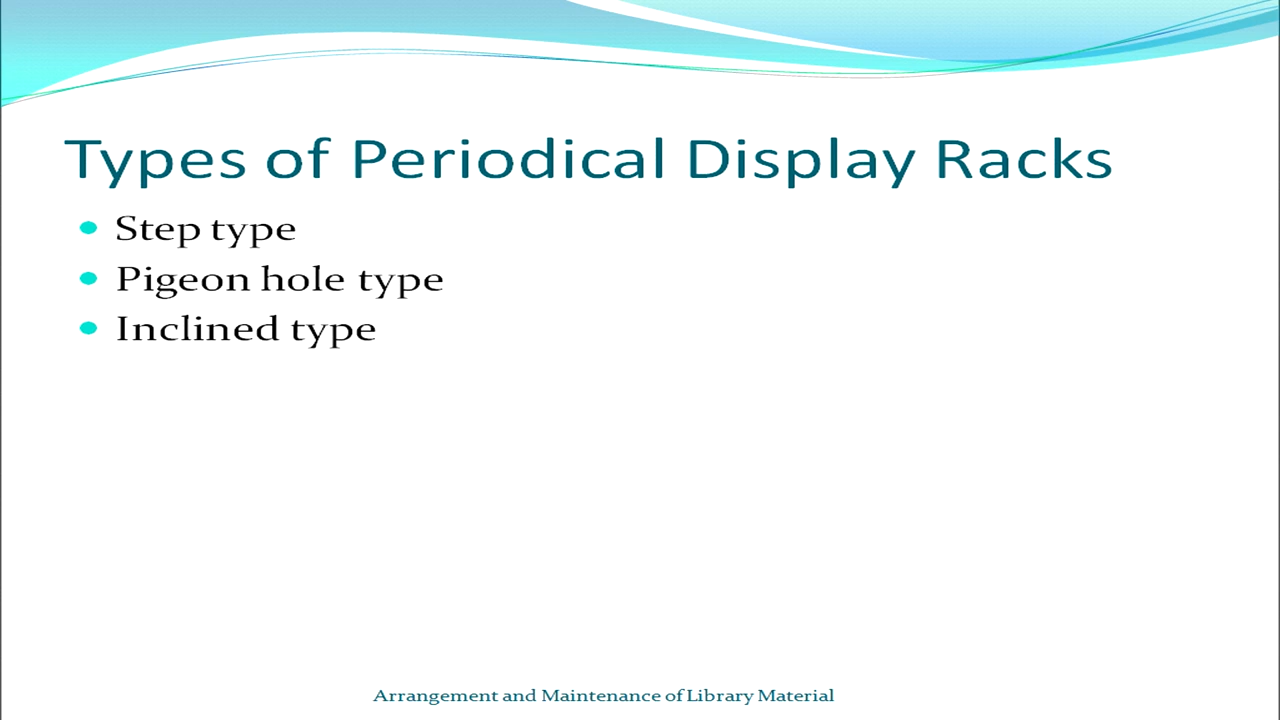 Types of Periodical Display Racks
Step type
Pigeon hole type
Inclined type
Arrangement and Maintenance of Library Material